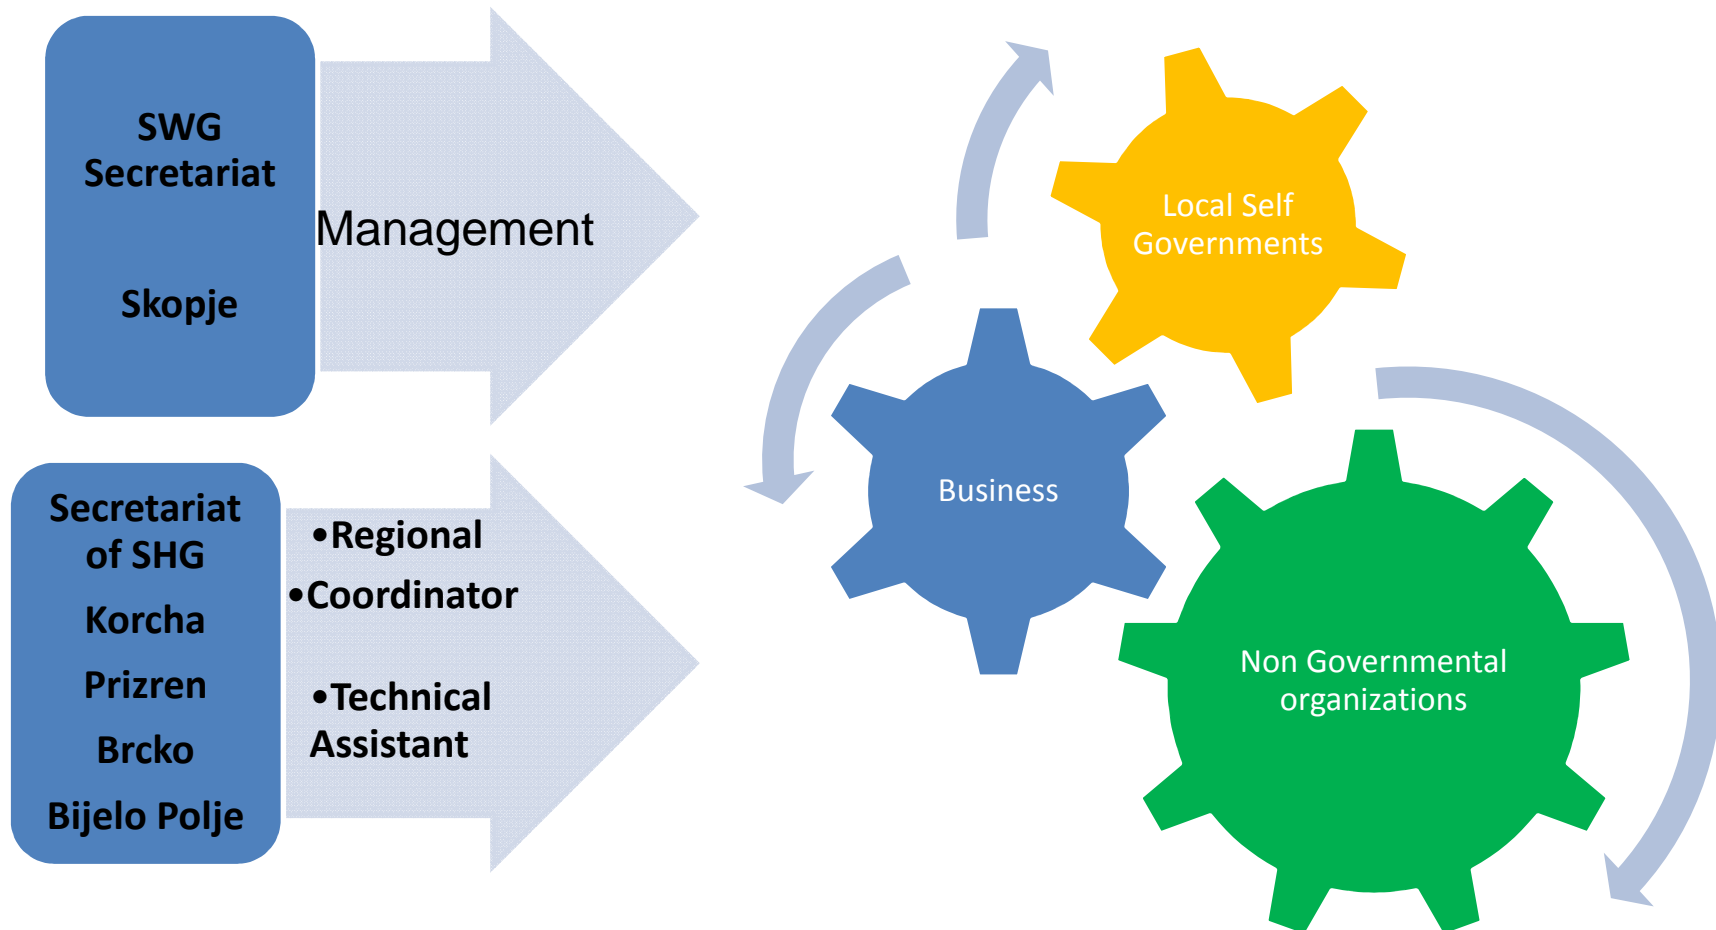 SWG
Secretariat
Skopje
Management
Secretariat
of SHG
Korcha
Prizren
Brcko
Bijelo Polje
•Regional
•Coordinator
•Technical
Assistant
Local Self
Governments
Business
Non Governmental
organizations